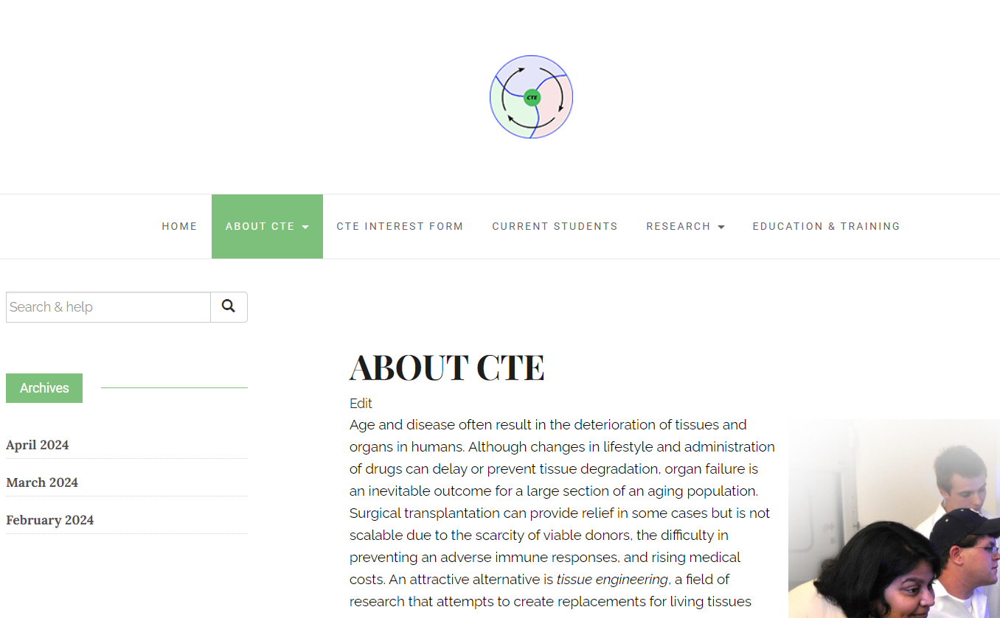 CTE
HOME
ABOUT CTE
CTE INTEREST FORM
CURRENT STUDENTS
RESEARCH
EDUCATION & TRAINING
Search & help
Archives
April 2024
March 2024
February 2024
ABOUT CTE
Edit
Age and disease often result in the deterioration of tissues and
organs in humans. Although changes in lifestyle and administration
of drugs can delay or prevent tissue degradation, organ failure is
an inevitable outcome for a large section of an aging population.
Surgical transplantation can provide relief in some cases but is not
scalable due to the scarcity of viable donors, the difficulty in
preventing an adverse immune responses, and rising medical
costs. An attractive alternative is tissue engineering, a field of
research that attempts to create replacements for living tissues